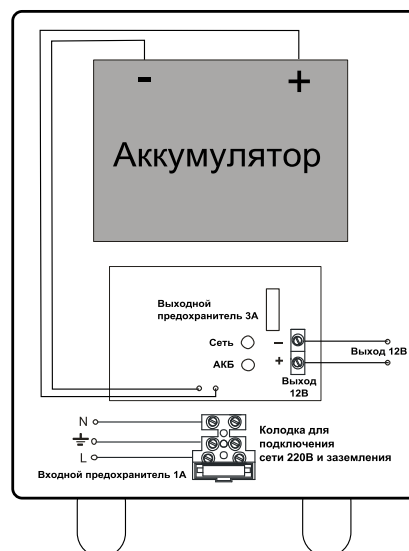 - +
Аккумулятор
Выходной
предохранитель 3А
Сеть
АКБ
–
+
Выход
12В
Выход 12В
N
L
Входной предохранитель 1А
Колодка для
подключения
сети 220В и заземления